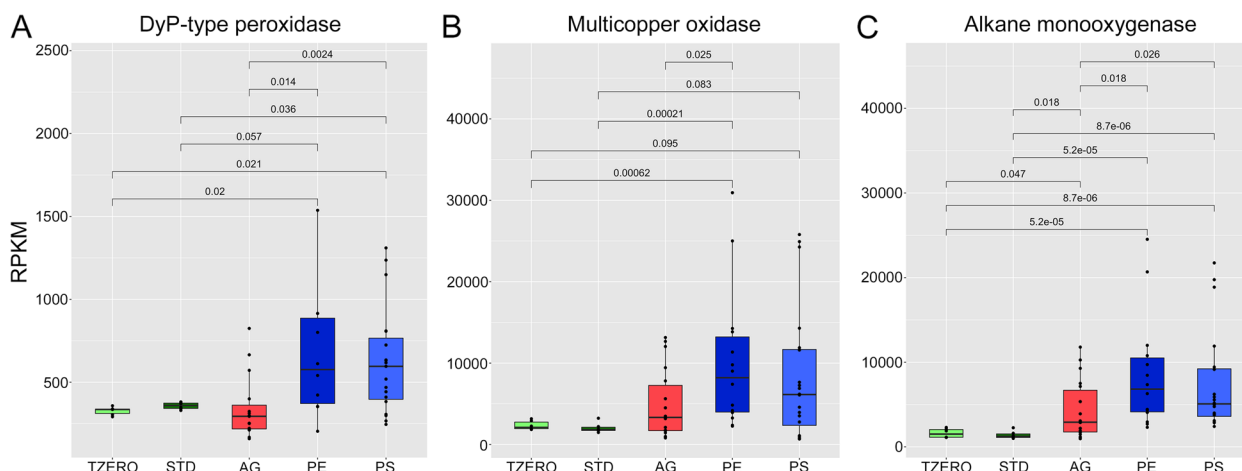 A DyP-type peroxidase
RPKM
2500
2000
1500
1000
500
0.0024
0.014
0.036
0.057
0.021
0.02
TZERO STD AG PE PS
B Multicopper oxidase
40000
30000
20000
10000
0
0.025
0.083
0.00021
0.095
0.00062
TZERO STD AG PE PS
C Alkane monooxygenase
40000
30000
20000
10000
0
0.026
0.018
0.018
8.7e-06
5.2e-05
0.047
8.7e-06
5.2e-05
TZERO STD AG PE PS